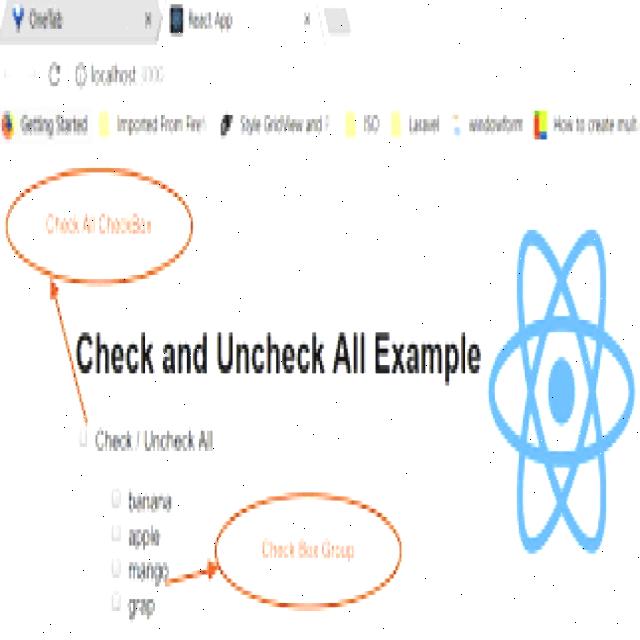 OneTab
React App
localhost:3000
Getting Started Imported From Firef Style GridView and P ISO Laravel windowform How to create mult
Check All CheckBox
Check and Uncheck All Example
Check / Uncheck All
banana
apple
mango
Check Box Group
grap